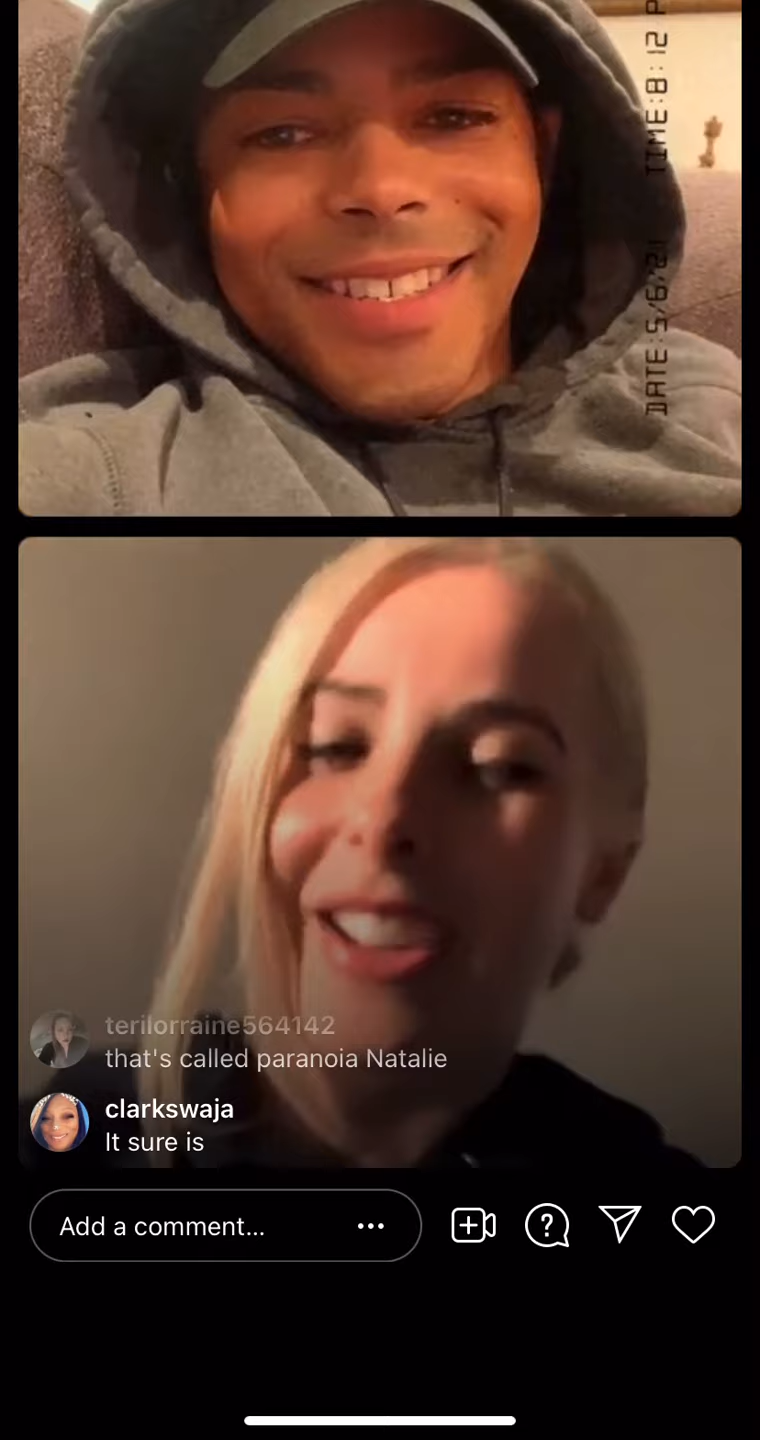 DATE:5/6/21 TIME:8:12 P
terilorraine564142
that's called paranoia Natalie
clarkswaja
It sure is
Add a comment...